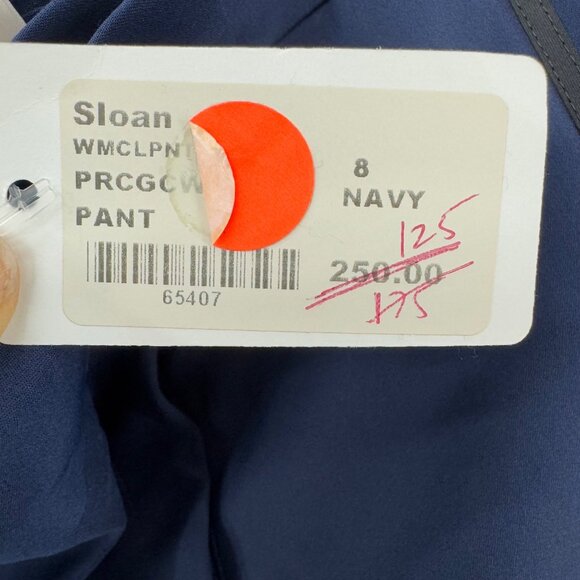 Sloan
WMCLPNT
8
PRCGCW
NAVY
PANT
125
250.00
175
65407